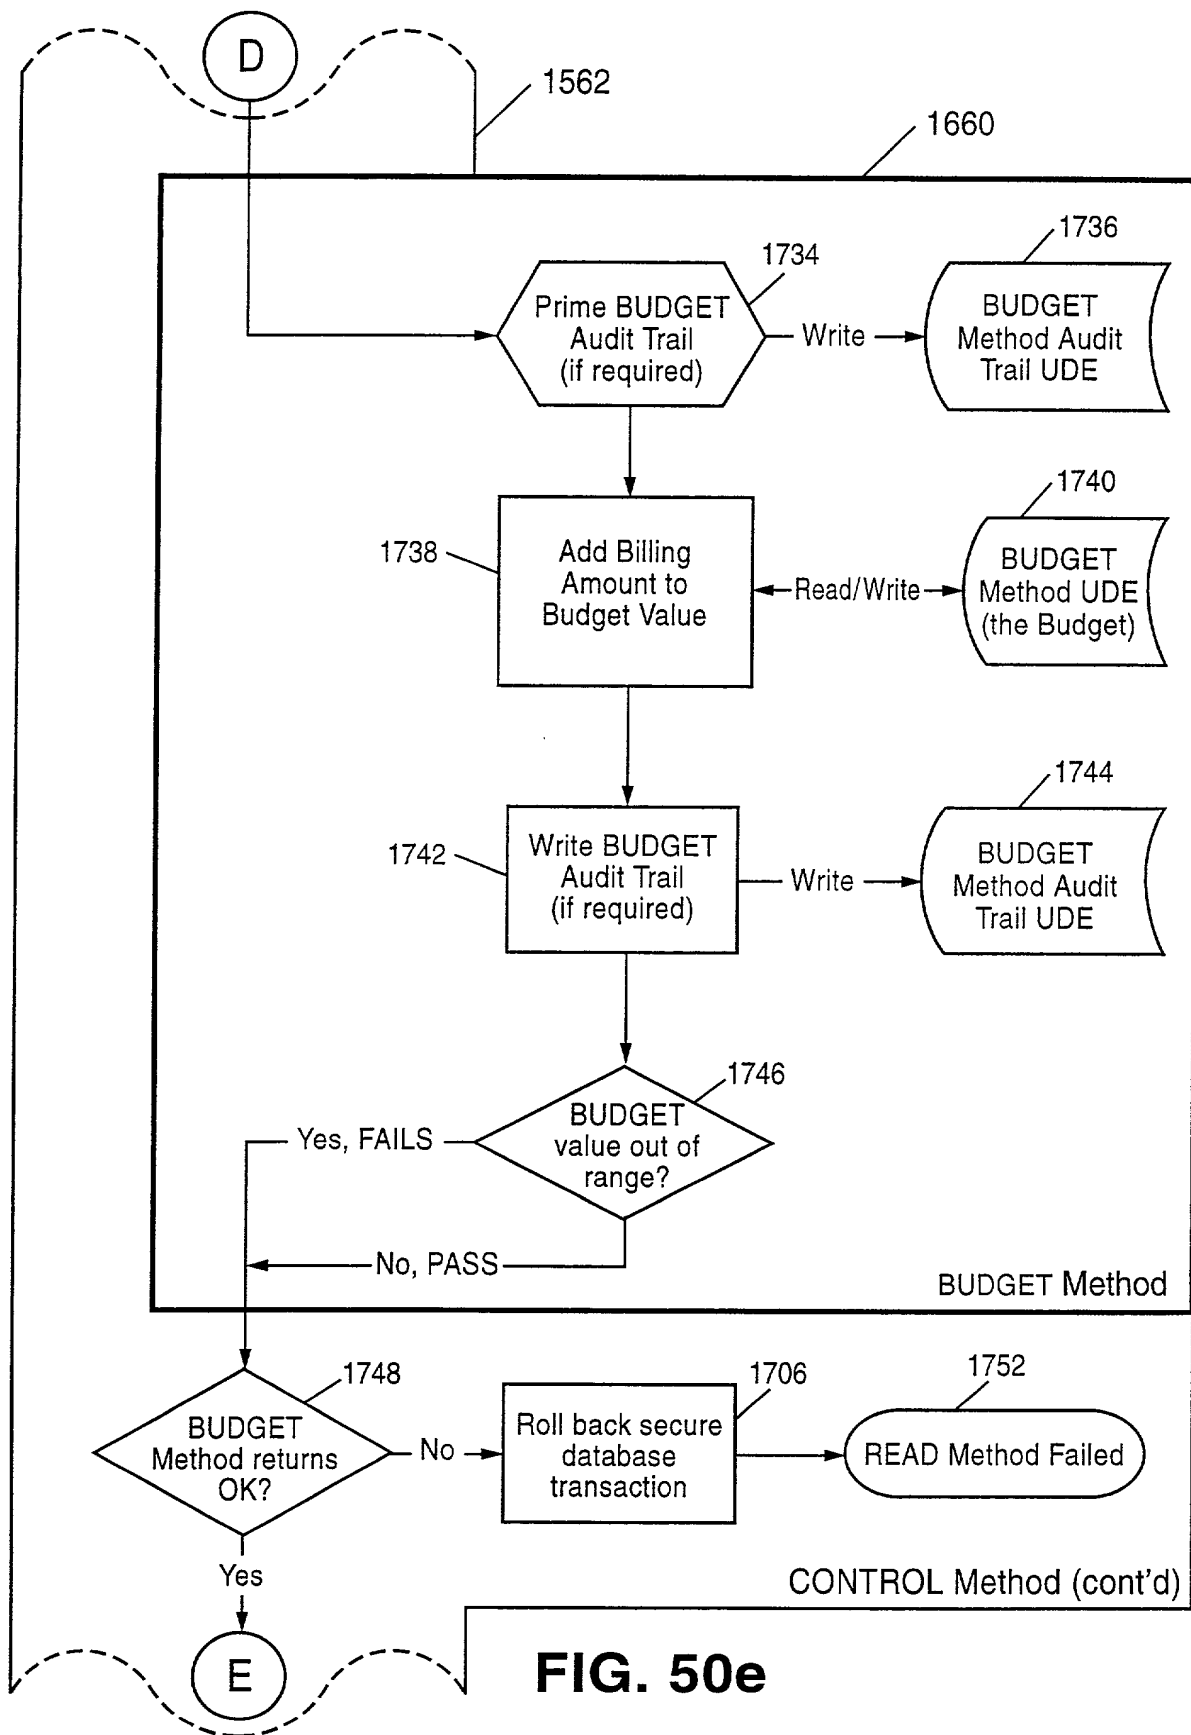 D
1562
1660
1734
1736
Prime BUDGET
Audit Trail
(if required)
Write
BUDGET
Method Audit
Trail UDE
1738
Add Billing
Amount to
Budget Value
Read/Write
1740
BUDGET
Method UDE
(the Budget)
1742
Write BUDGET
Audit Trail
(if required)
Write
1744
BUDGET
Method Audit
Trail UDE
1746
BUDGET
value out of
range?
Yes, FAILS
No, PASS
BUDGET Method
1748
BUDGET
Method returns
OK?
No
1706
Roll back secure
database
transaction
1752
READ Method Failed
Yes
CONTROL Method (cont'd)
E
FIG. 50e